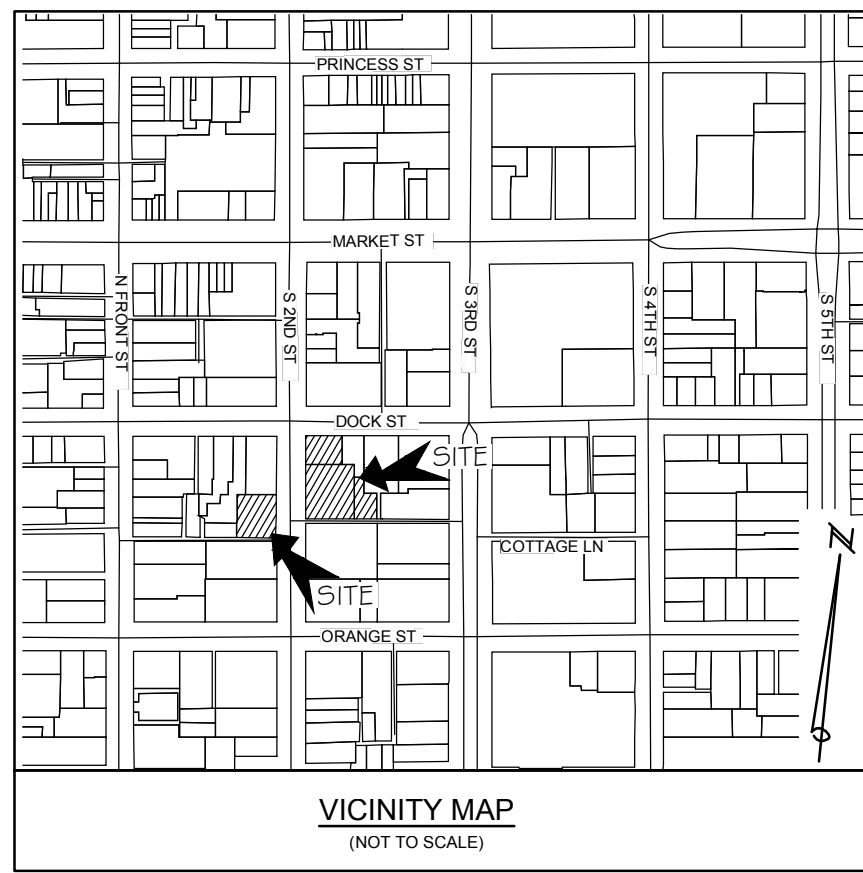 PRINCESS ST
MARKET ST
N FRONT ST
S 2ND ST
S 3RD ST
S 4TH ST
S 5TH ST
DOCK ST
SITE
COTTAGE LN
SITE
ORANGE ST
N
VICINITY MAP
(NOT TO SCALE)